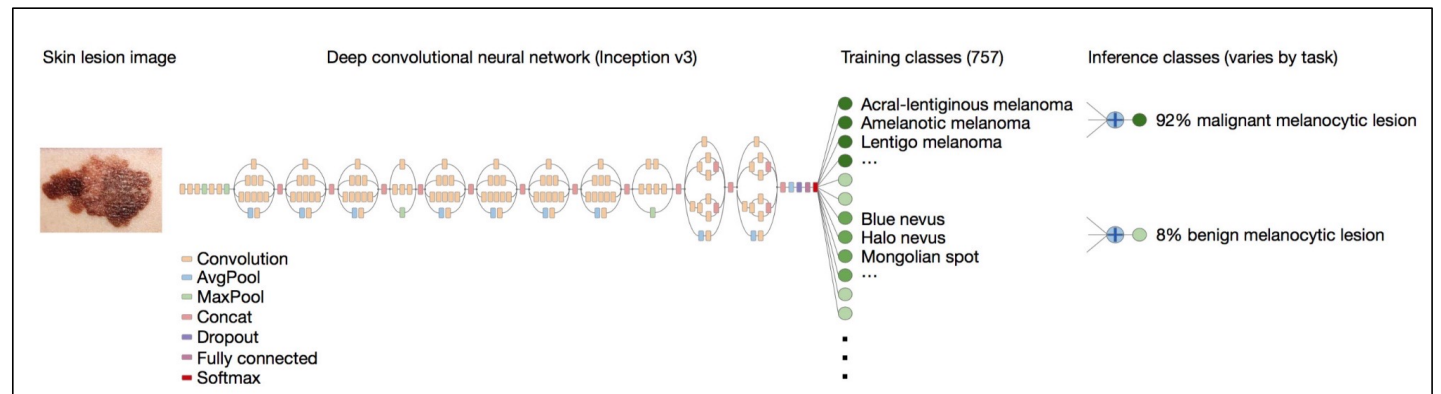 Skin lesion image
Deep convolutional neural network (Inception v3)
Training classes (757)
Inference classes (varies by task)
Acral-lentiginous melanoma
Amelanotic melanoma
Lentigo melanoma
...
92% malignant melanocytic lesion
Blue nevus
Halo nevus
Mongolian spot
...
8% benign melanocytic lesion
Convolution
AvgPool
MaxPool
Concat
Dropout
Fully connected
Softmax